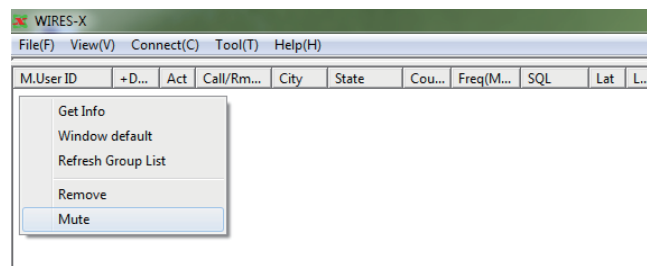 WIRES-X
File(F) View(V) Connect(C) Tool(T) Help(H)
M.User ID +D... Act Call/Rm... City State Cou... Freq(M... SQL Lat L...
Get Info
Window default
Refresh Group List
Remove
Mute